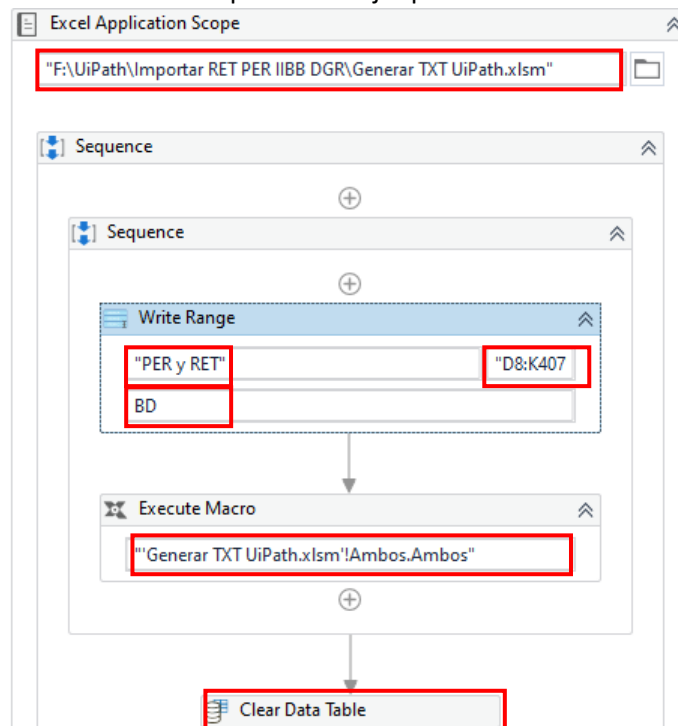 Excel Application Scope
"F:\UiPath\Importar RET PER IIBB DGR\Generar TXT UiPath.xlsm"
Sequence
Sequence
Write Range
"PER y RET" "D8:K407
BD
Execute Macro
"'Generar TXT UiPath.xlsm'!Ambos.Ambos"
Clear Data Table